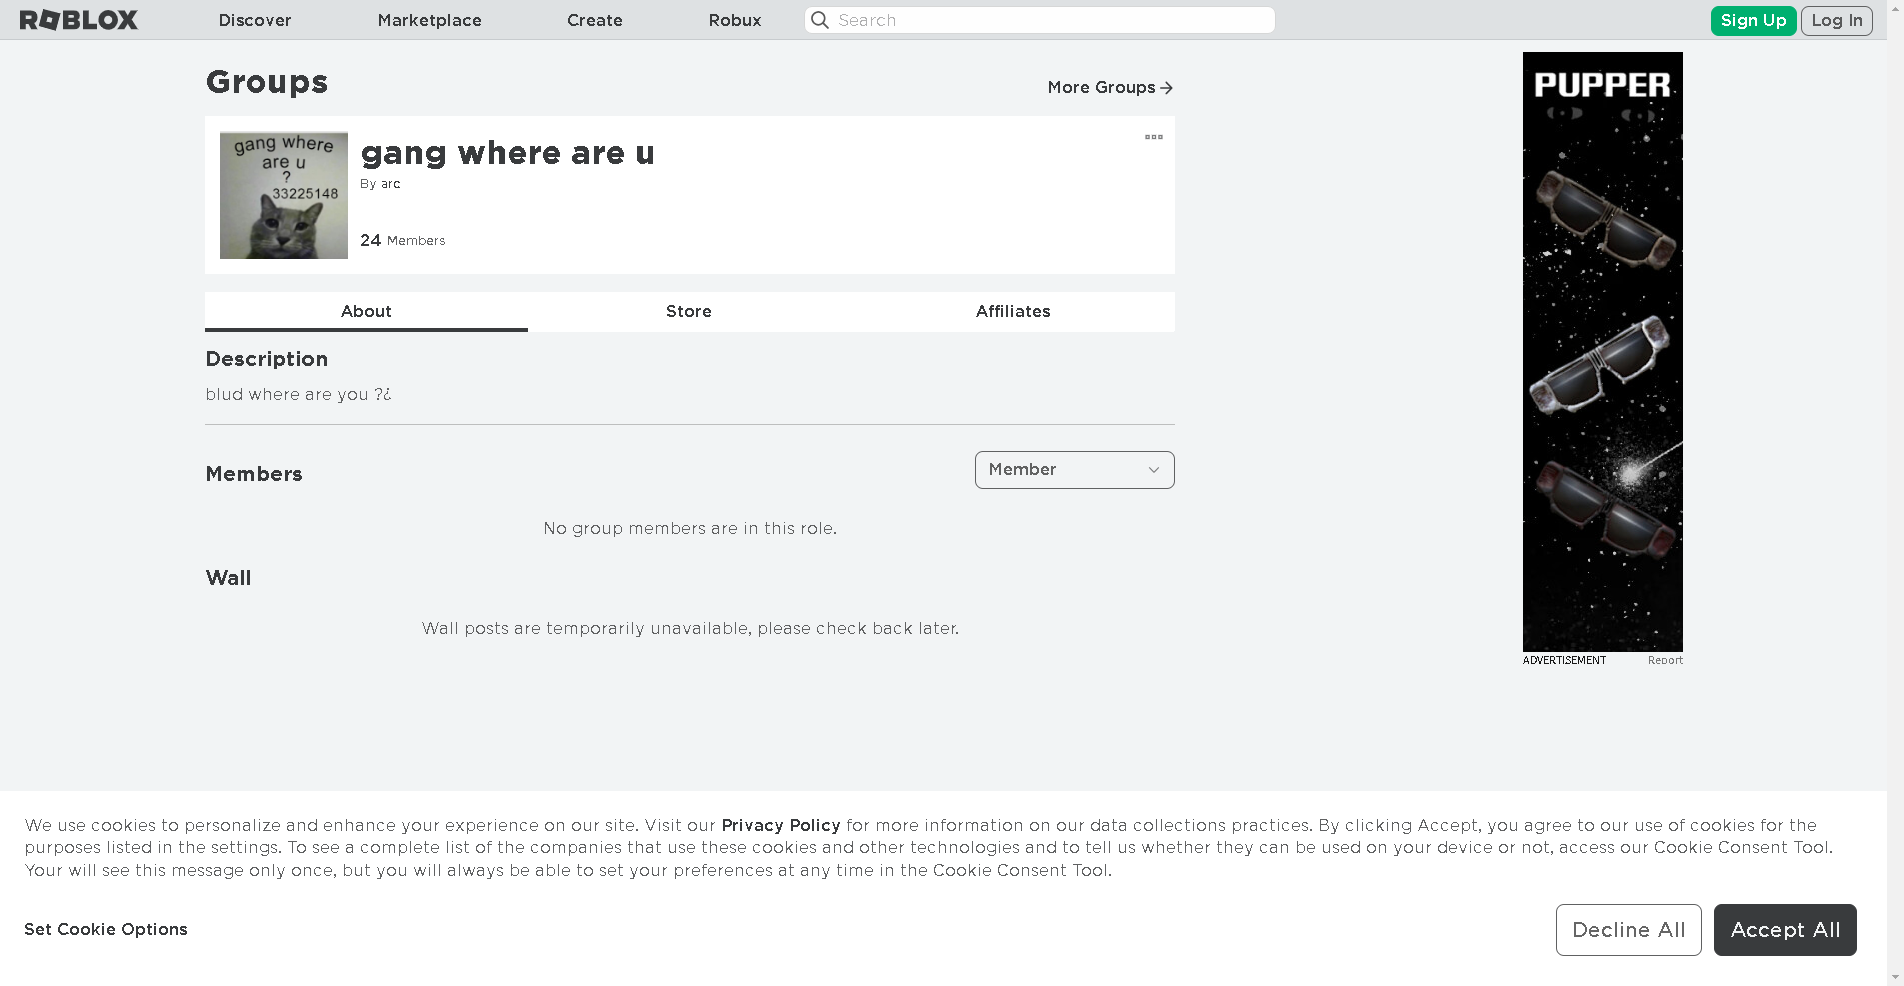 ROBLOX
Discover
Marketplace
Create
Robux
Search
Sign Up
Log In
Groups
More Groups
gang where
are u
?
33225148
gang where are u
By arc
24 Members
About
Store
Affiliates
Description
blud where are you ?¿
Members
Member
No group members are in this role.
Wall
Wall posts are temporarily unavailable, please check back later.
PUPPER
ADVERTISEMENT
Report
We use cookies to personalize and enhance your experience on our site. Visit our Privacy Policy for more information on our data collections practices. By clicking Accept, you agree to our use of cookies for the
purposes listed in the settings. To see a complete list of the companies that use these cookies and other technologies and to tell us whether they can be used on your device or not, access our Cookie Consent Tool.
Your will see this message only once, but you will always be able to set your preferences at any time in the Cookie Consent Tool.
Set Cookie Options
Decline All
Accept All